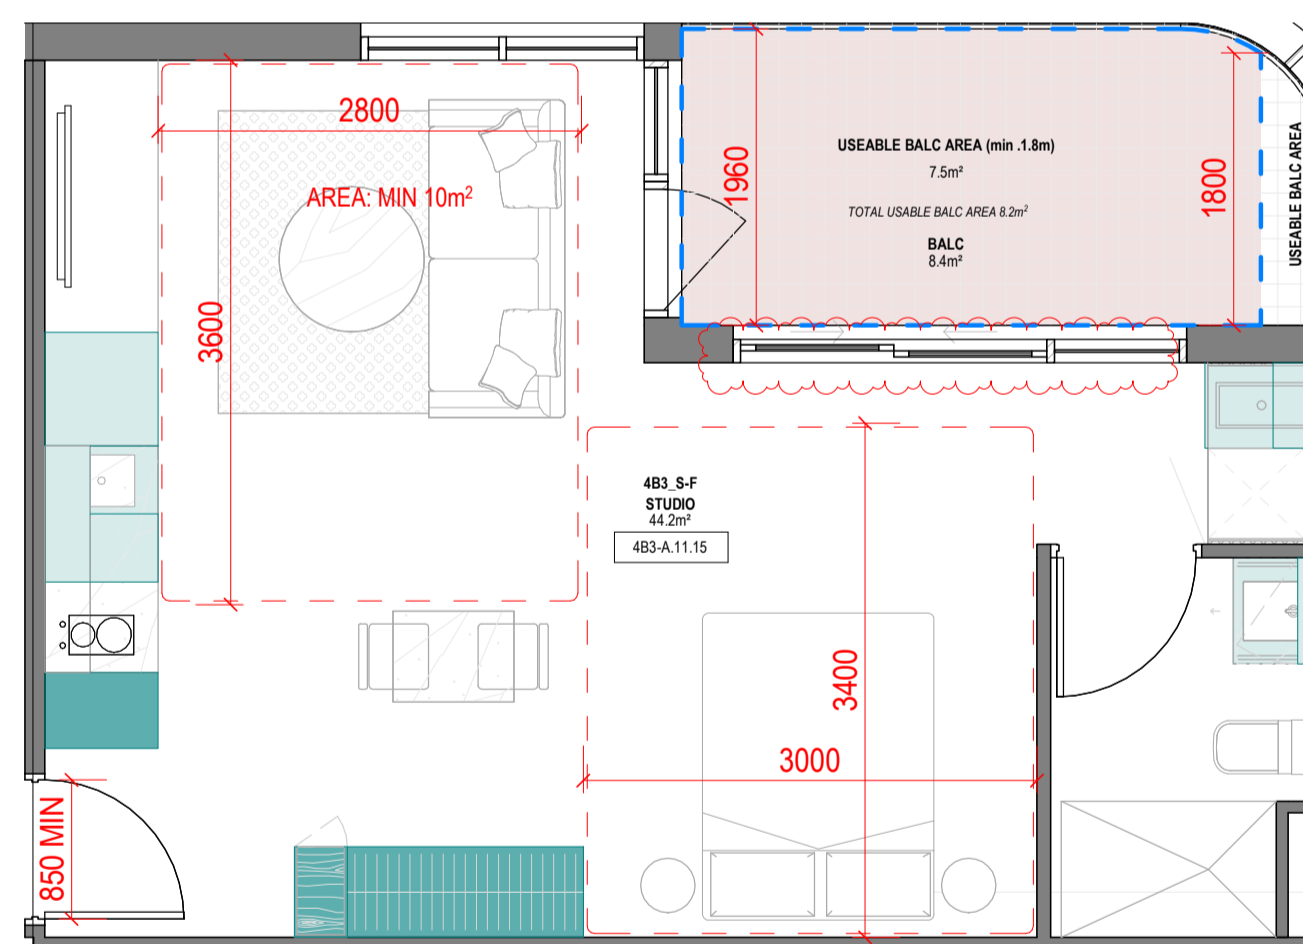 2800
AREA: MIN 10m²
3600
USEABLE BALC AREA (min .1.8m)
7.5m²
TOTAL USABLE BALC AREA 8.2m²
BALC
8.4m²
1960
1800
USEABLE BALC AREA
4B3_S-F
STUDIO
44.2m²
4B3-A.11.15
3400
3000
850 MIN